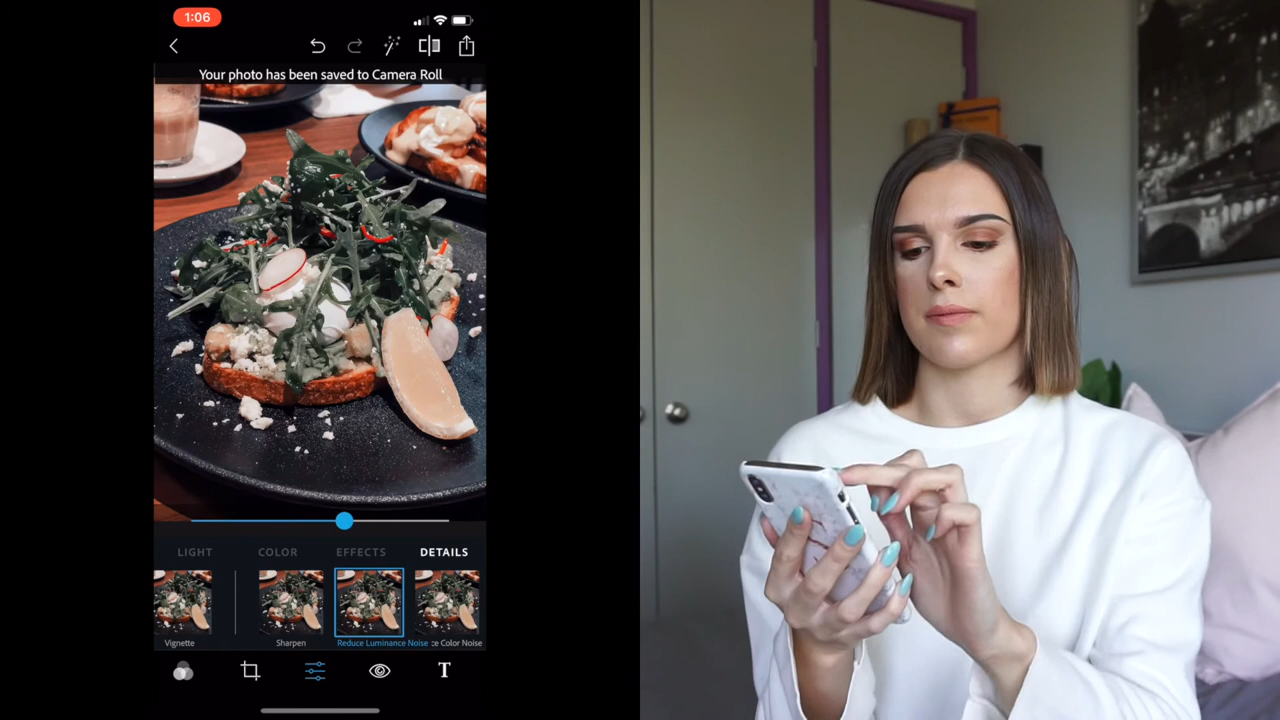 1:06
Your photo has been saved to Camera Roll
LIGHT COLOR EFFECTS DETAILS
Vignette Sharpen Reduce Luminance Noise ce Color Noise
T